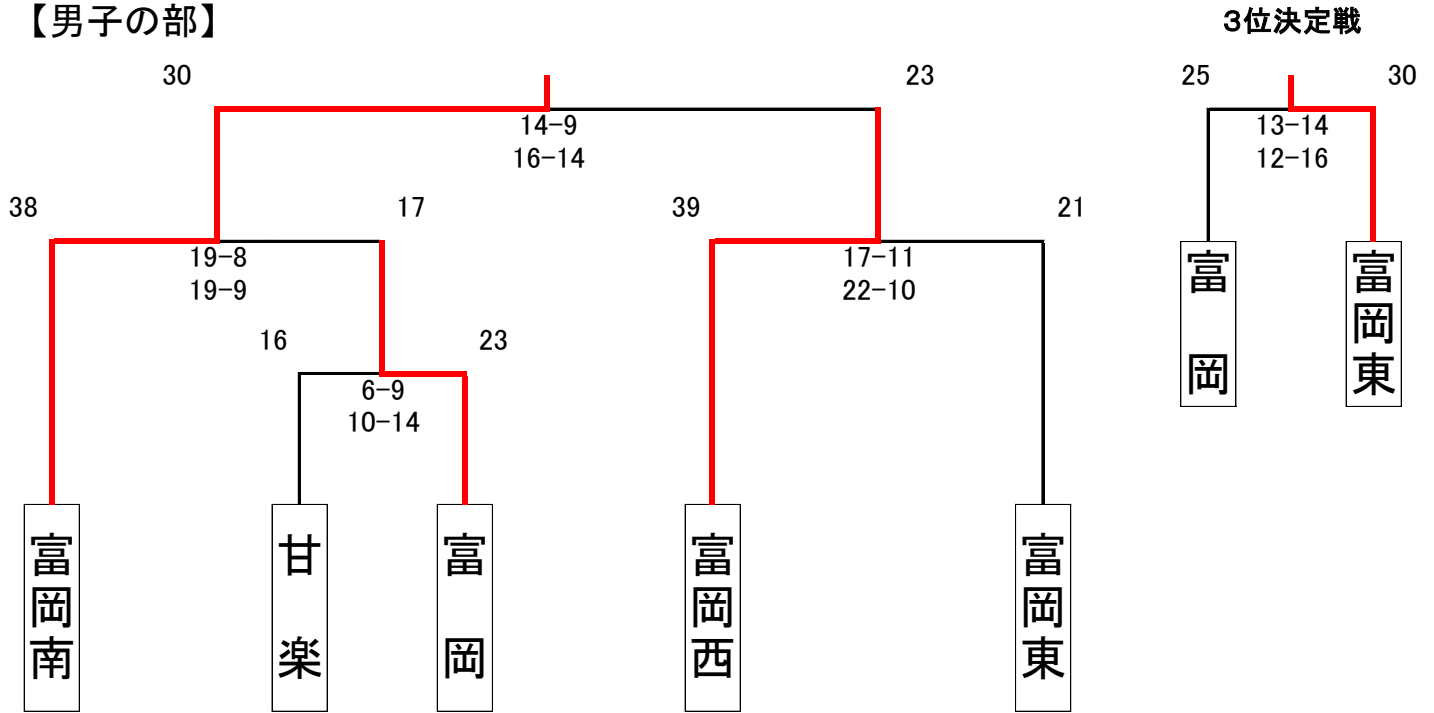 【男子の部】
3位決定戦
30
23
25
30
14-9
16-14
13-14
12-16
38
17
39
21
19-8
19-9
17-11
22-10
富岡
富岡東
16
23
6-9
10-14
富岡南
甘楽
富岡
富岡西
富岡東